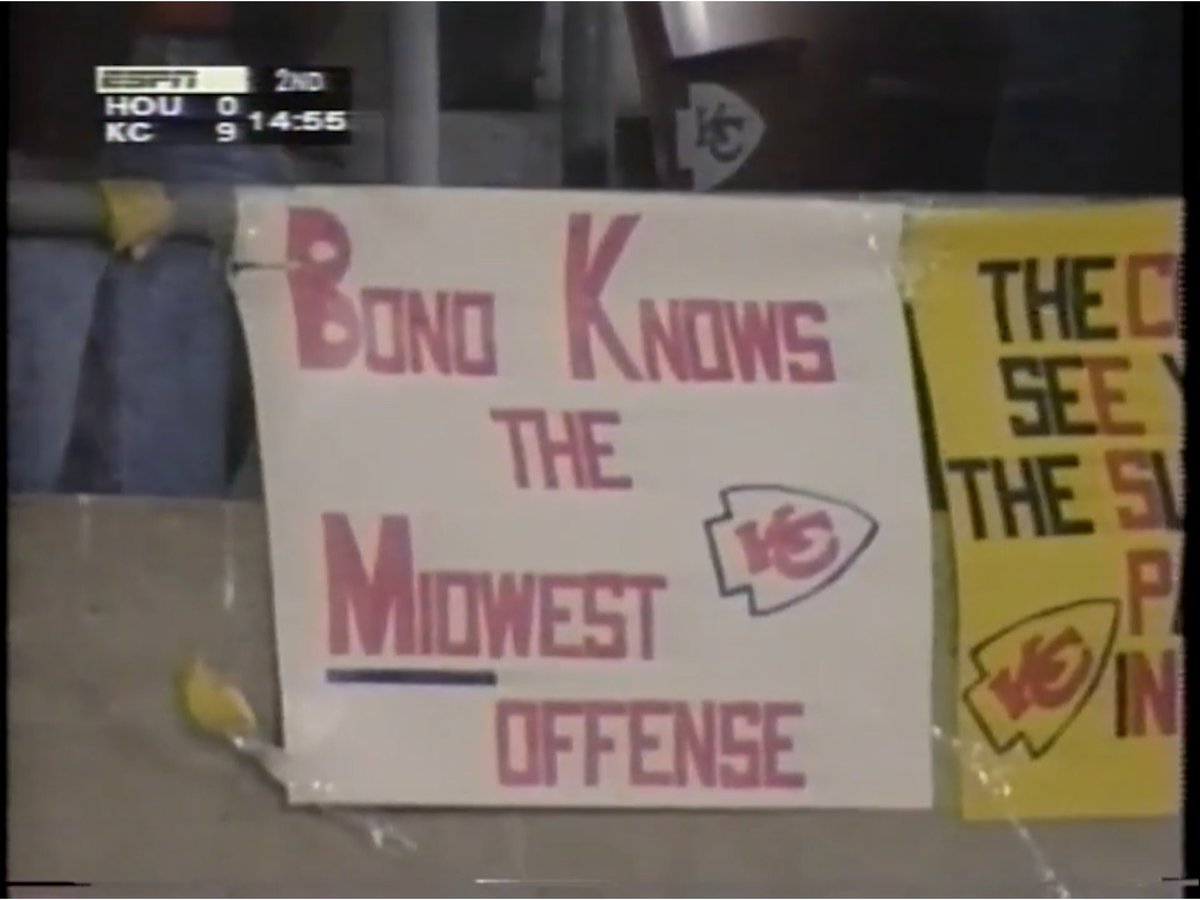 ESPN 2ND
HOU 0
KC 9 14:55
KC
BONO KNOWS
THE
MIDWEST
KC
OFFENSE
THE
SEE
THE
KC
IN